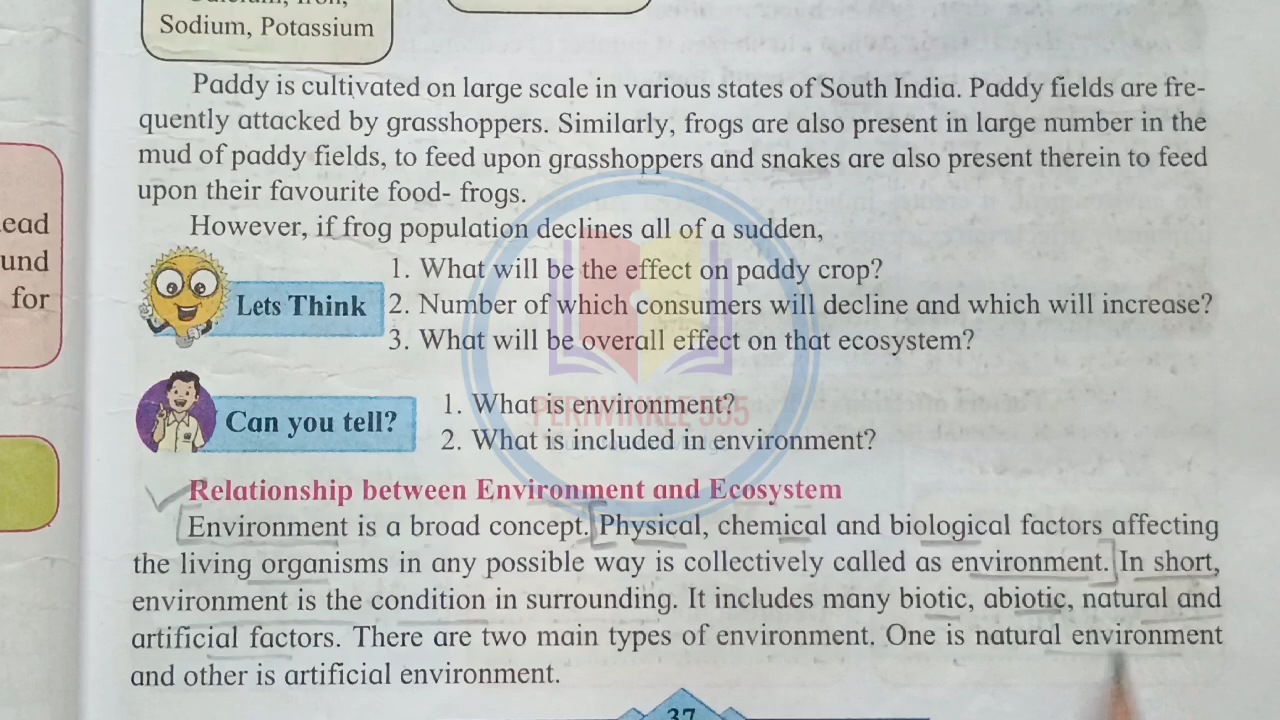 Sodium, Potassium
Paddy is cultivated on large scale in various states of South India. Paddy fields are fre-
quently attacked by grasshoppers. Similarly, frogs are also present in large number in the
mud of paddy fields, to feed upon grasshoppers and snakes are also present therein to feed
upon their favourite food- frogs.
However, if frog population declines all of a sudden,
ead
und
for
Lets Think
1. What will be the effect on paddy crop?
2. Number of which consumers will decline and which will increase?
3. What will be overall effect on that ecosystem?
Can you tell?
1. What is environment?
2. What is included in environment?
PERIWINKLE 555
Relationship between Environment and Ecosystem
Environment is a broad concept. Physical, chemical and biological factors affecting
the living organisms in any possible way is collectively called as environment. In short,
environment is the condition in surrounding. It includes many biotic, abiotic, natural and
artificial factors. There are two main types of environment. One is natural environment
and other is artificial environment.
37